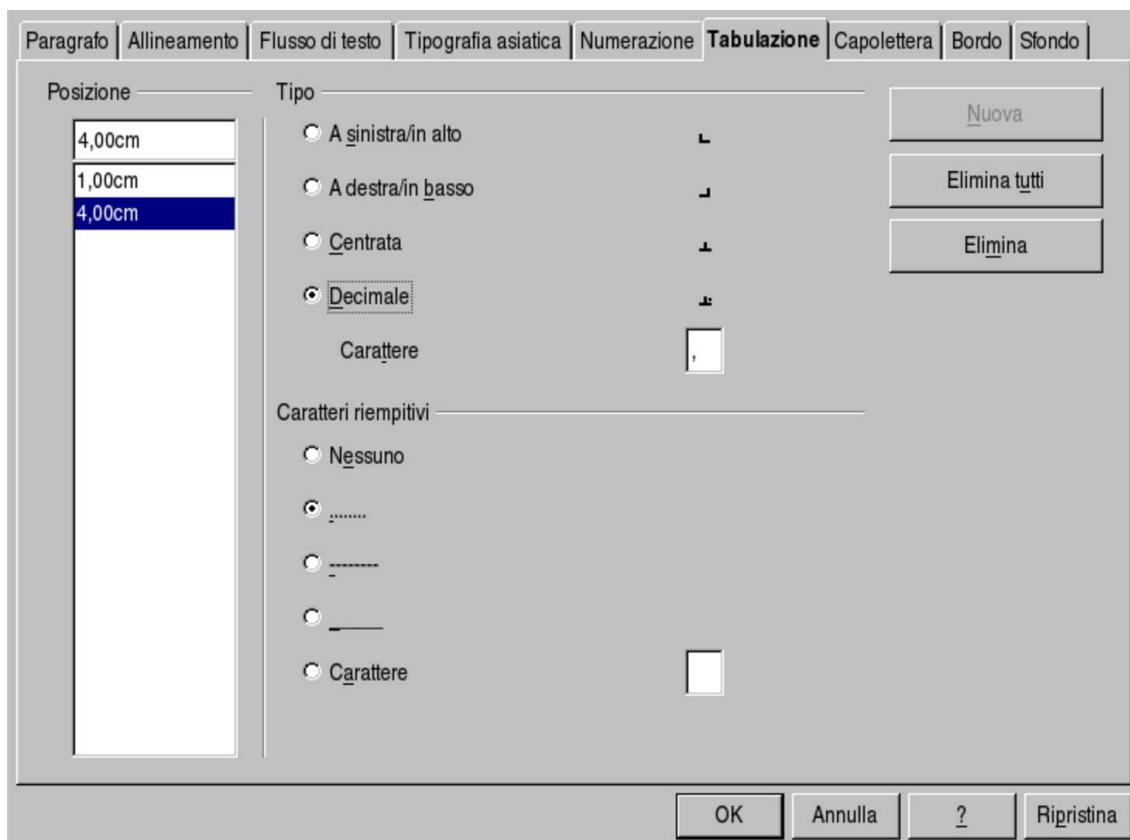 Paragrafo Allineamento Flusso di testo Tipografia asiatica Numerazione Tabulazione Capolettera Bordo Sfondo
Posizione
4,00cm
1,00cm
4,00cm
Tipo
A sinistra/in alto
A destra/in basso
Centrata
Decimale
Carattere ,
Caratteri riempitivi
Nessuno
........
--------
______
Carattere
Nuova
Elimina tutti
Elimina
OK Annulla ? Ripristina